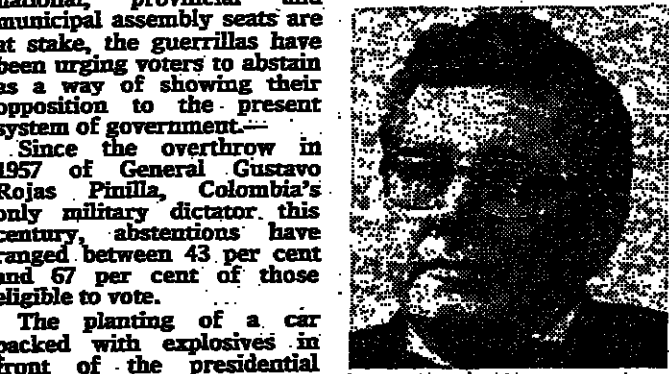 national, provincial and
municipal assembly seats are
at stake, the guerrillas have
been urging voters to abstain
as a way of showing their
opposition to the present
system of government.—
Since the overthrow in
1957 of General Gustavo
Rojas Pinilla, Colombia's
only military dictator this
century, abstentions have
ranged between 43 per cent
and 67 per cent of those
eligible to vote.
The planting of a car
packed with explosives in
front of the presidential